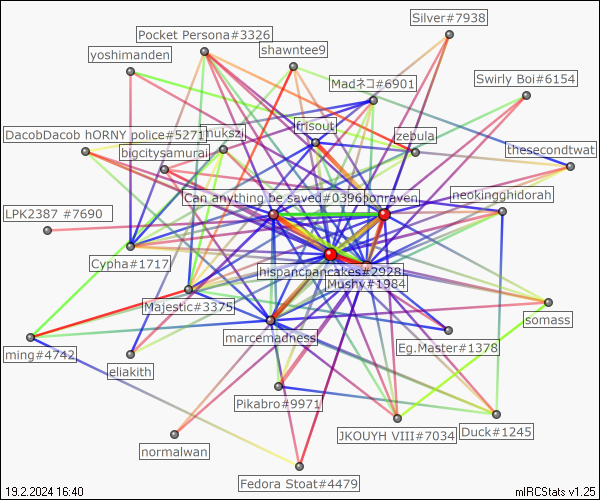 Silver#7938
Pocket Persona#3326
shawntee9
yoshimanden
Swirly Boi#6154
Madネコ#6901
frisout
DacobDacob hORNY police#5271
hukszi
zebula
bigcitysamurai
thesecondtwat
Can anything be saved#0396
onraven
neokingghidorah
LPK2387 #7690
Cypha#1717
hispancpancakes#2928
Mushy#1984
Majestic#3375
somass
marcemadness
Eg.Master#1378
ming#4742
eliakith
Pikabro#9971
JKOUYH VIII#7034
Duck#1245
normalwan
Fedora Stoat#4479
19.2.2024 16:40
mIRCStats v1.25